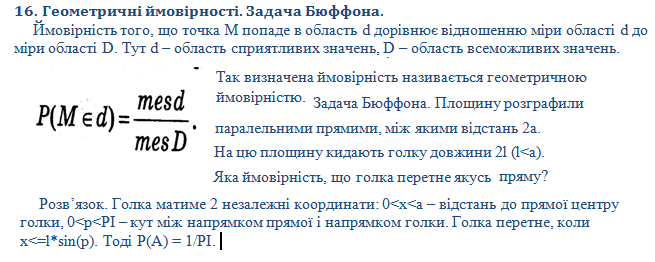 16. Геометричні ймовірності. Задача Бюффона.
Ймовірність того, що точка М попаде в область d дорівнює відношенню міри області d до
міри області D. Тут d – область сприятливих значень, D – область всеможливих значень.
P(M ∈ d) = mesd / mesD .
Так визначена ймовірність називається геометричною
ймовірністю. Задача Бюффона. Площину розграфили
паралельними прямими, між якими відстань 2a.
На цю площину кидають голку довжини 2l (l<a).
Яка ймовірність, що голка перетне якусь пряму?
Розв’язок. Голка матиме 2 незалежні координати: 0<x<a – відстань до прямої центру
голки, 0<p<PI – кут між напрямком прямої і напрямком голки. Голка перетне, коли
x<=l*sin(p). Тоді P(A) = 1/PI.